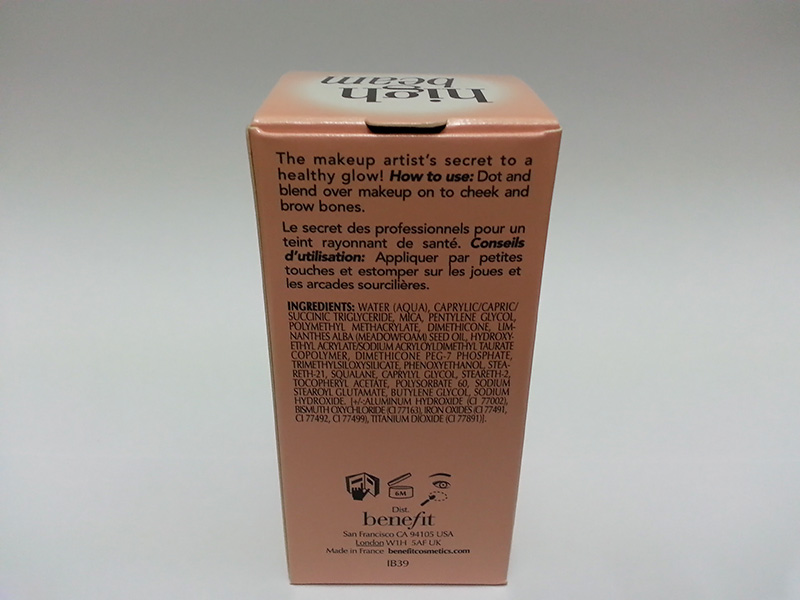 high
beam
The makeup artist's secret to a
healthy glow! How to use: Dot and
blend over makeup on to cheek and
brow bones.
Le secret des professionnels pour un
teint rayonnant de santé. Conseils
d'utilisation: Appliquer par petites
touches et estomper sur les joues et
les arcades sourcilières.
INGREDIENTS: WATER (AQUA), CAPRYLIC/CAPRIC/
SUCCINIC TRIGLYCERIDE, MICA, PENTYLENE GLYCOL,
POLYMETHYL METHACRYLATE, DIMETHICONE, LIM-
NANTHES ALBA (MEADOWFOAM) SEED OIL, HYDROXY-
ETHYL ACRYLATE/SODIUM ACRYLOYLDIMETHYL TAURATE
COPOLYMER, DIMETHICONE PEG-7 PHOSPHATE,
TRIMETHYLSILOXYSILICATE, PHENOXYETHANOL, STEA-
RETH-21, SQUALANE, CAPRYLYL GLYCOL, STEARETH-2,
TOCOPHERYL ACETATE, POLYSORBATE 60, SODIUM
STEAROYL GLUTAMATE, BUTYLENE GLYCOL, SODIUM
HYDROXIDE. [+/-:ALUMINUM HYDROXIDE (CI 77002),
BISMUTH OXYCHLORIDE (CI 77163), IRON OXIDES (CI 77491,
CI 77492, CI 77499), TITANIUM DIOXIDE (CI 77891)].
6M
Dist.
benefit
San Francisco CA 94105 USA
London W1H 5AF UK
Made in France benefitcosmetics.com
IB39